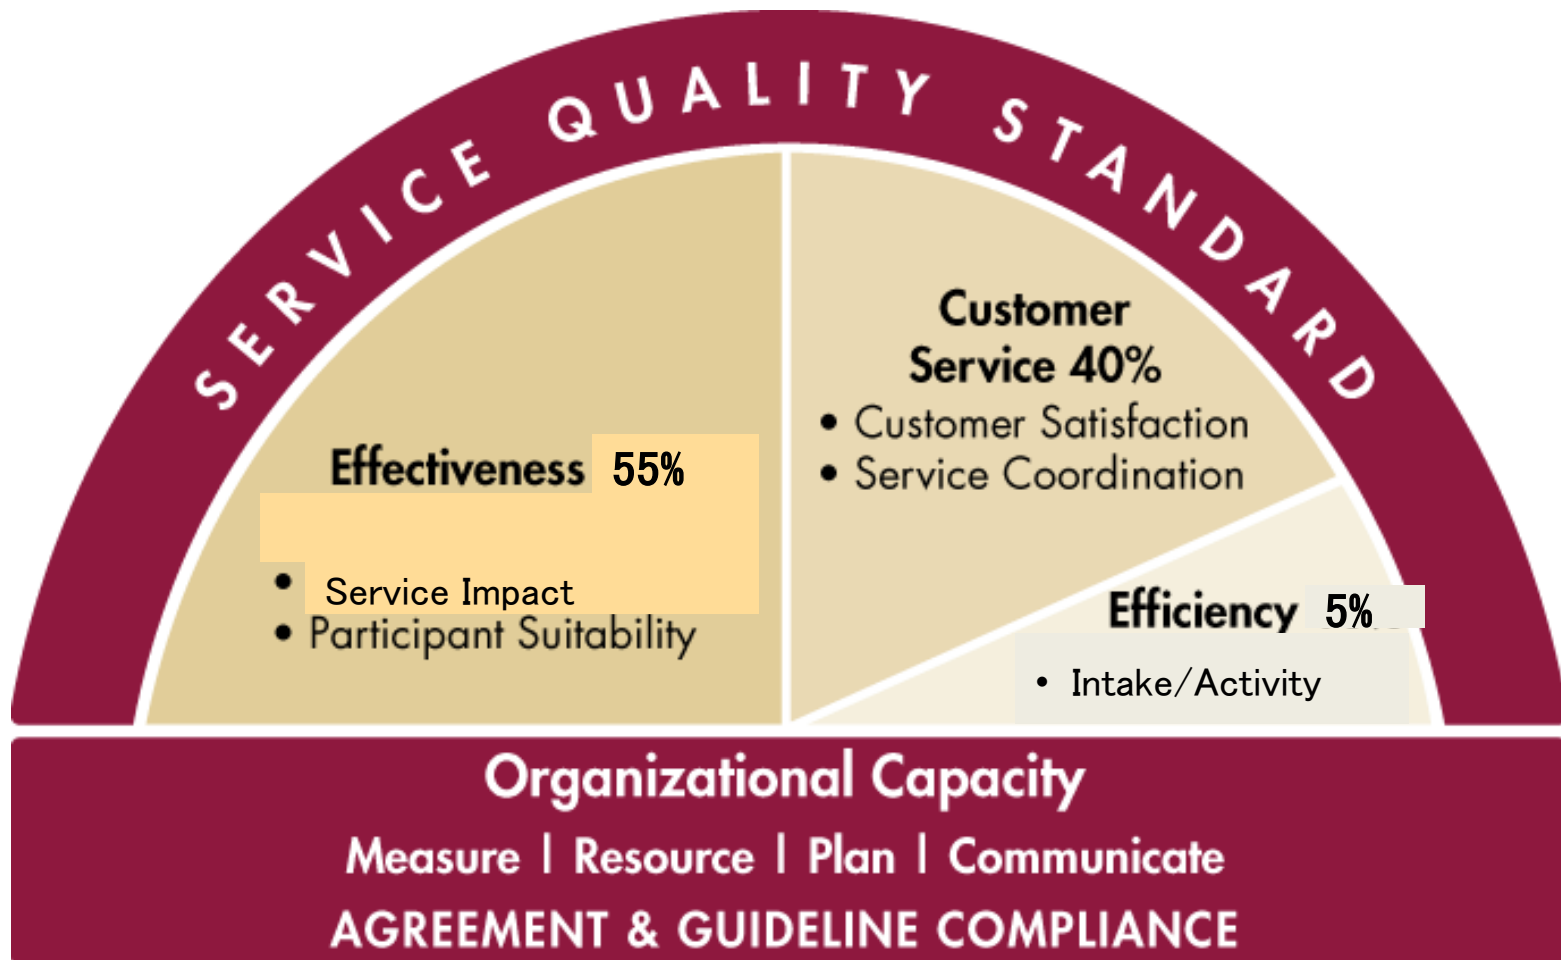 SERVICE QUALITY STANDARD
Effectiveness 55%
• Service Impact
• Participant Suitability
Customer
Service 40%
• Customer Satisfaction
• Service Coordination
Efficiency 5%
• Intake/Activity
Organizational Capacity
Measure | Resource | Plan | Communicate
AGREEMENT & GUIDELINE COMPLIANCE